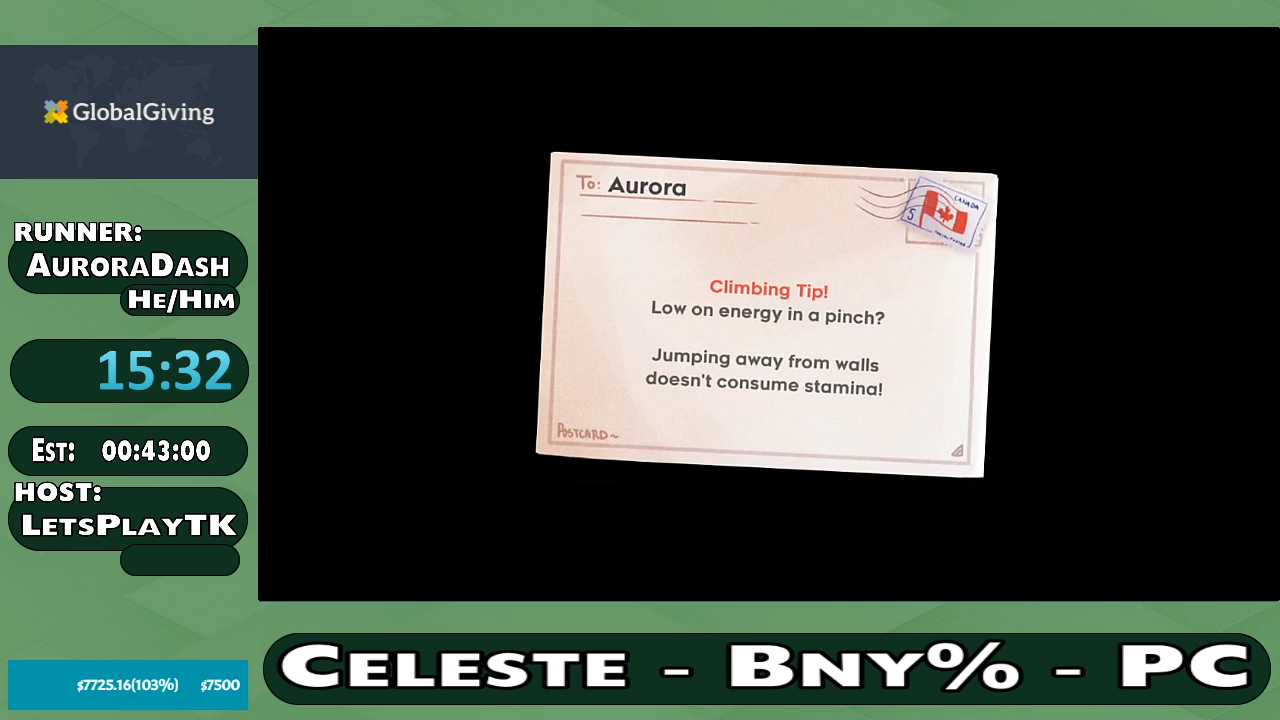 GlobalGiving
RUNNER:
AURORADASH
HE/HIM
15:32
EST: 00:43:00
HOST:
LETSPLAYTK
$7725.16(103%) $7500
To: Aurora
CANADA
5
Climbing Tip!
Low on energy in a pinch?
Jumping away from walls
doesn't consume stamina!
POSTCARD~
CELESTE - BNY% - PC